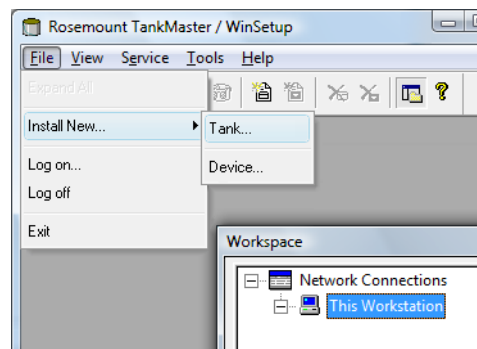 Rosemount TankMaster / WinSetup
File View Service Tools Help
Expand All
Install New...
Tank...
Log on...
Device...
Log off
Exit
Workspace
Network Connections
This Workstation